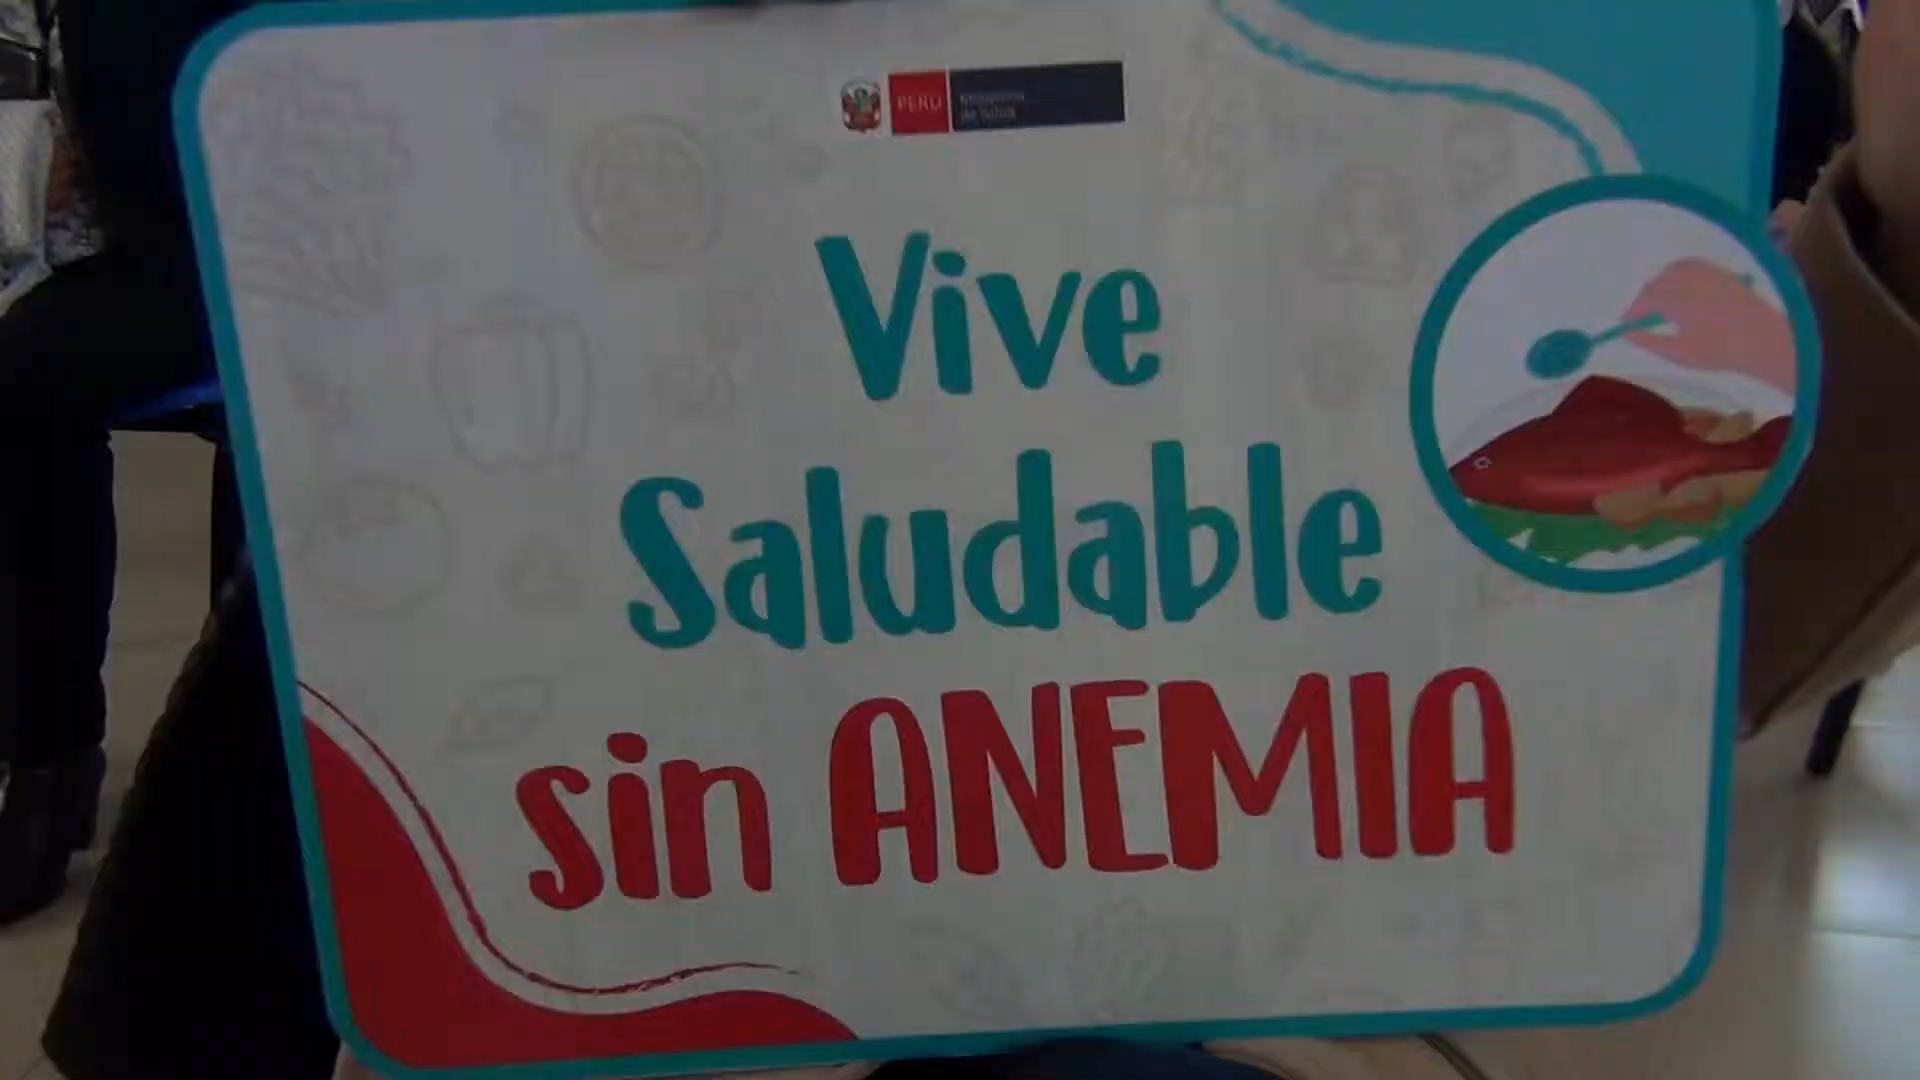 PERÚ
Ministerio
de Salud
Vive
Saludable
sin ANEMIA